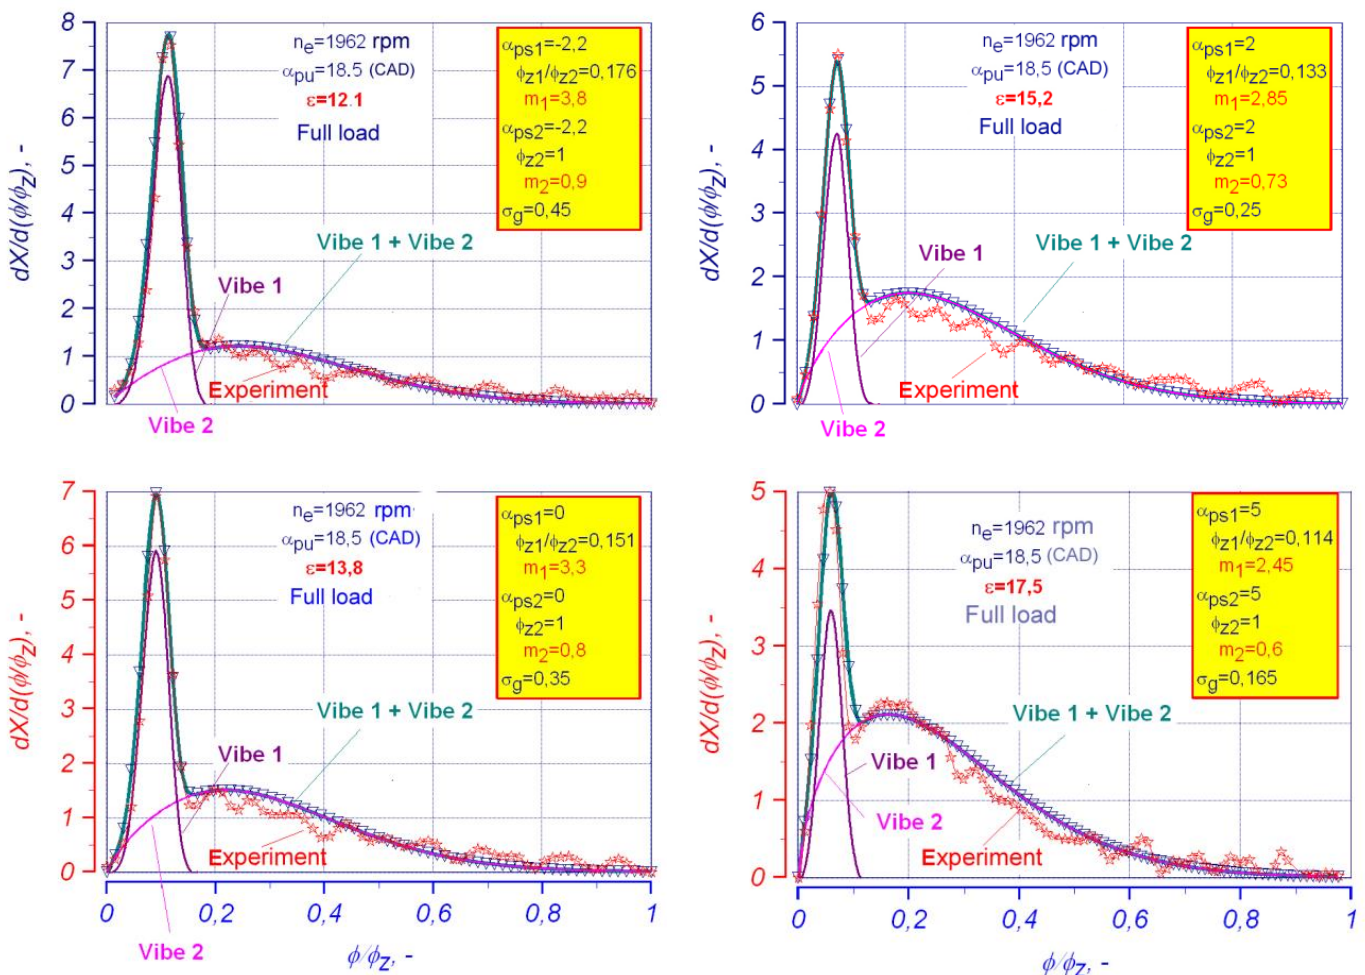 8
7
6
5
4
3
2
1
0
dX/d(ϕ/ϕz), -
nₑ=1962 rpm
αpu=18.5 (CAD)
ε=12.1
Full load
αps1=-2,2
ϕz1/ϕz2=0,176
m1=3,8
αps2=-2,2
ϕz2=1
m2=0,9
σg=0,45
Vibe 1 + Vibe 2
Vibe 1
Experiment
Vibe 2
6
5
4
3
2
1
0
dX/d(ϕ/ϕz), -
nₑ=1962 rpm
αpu=18,5 (CAD)
ε=15,2
Full load
αps1=2
ϕz1/ϕz2=0,133
m1=2,85
αps2=2
ϕz2=1
m2=0,73
σg=0,25
Vibe 1 + Vibe 2
Vibe 1
Experiment
Vibe 2
7
6
5
4
3
2
1
0
dX/d(ϕ/ϕz), -
nₑ=1962 rpm
αpu=18,5 (CAD)
ε=13,8
Full load
αps1=0
ϕz1/ϕz2=0,151
m1=3,3
αps2=0
ϕz2=1
m2=0,8
σg=0,35
Vibe 1 + Vibe 2
Vibe 1
Experiment
0 0,2 0,4 0,6 0,8 1
Vibe 2
ϕ/ϕz, -
5
4
3
2
1
0
dX/d(ϕ/ϕz), -
nₑ=1962 rpm
αpu=18,5 (CAD)
ε=17,5
Full load
αps1=5
ϕz1/ϕz2=0,114
m1=2,45
αps2=5
ϕz2=1
m2=0,6
σg=0,165
Vibe 1 + Vibe 2
Vibe 1
Vibe 2
Experiment
0 0,2 0,4 0,6 0,8 1
ϕ/ϕz, -